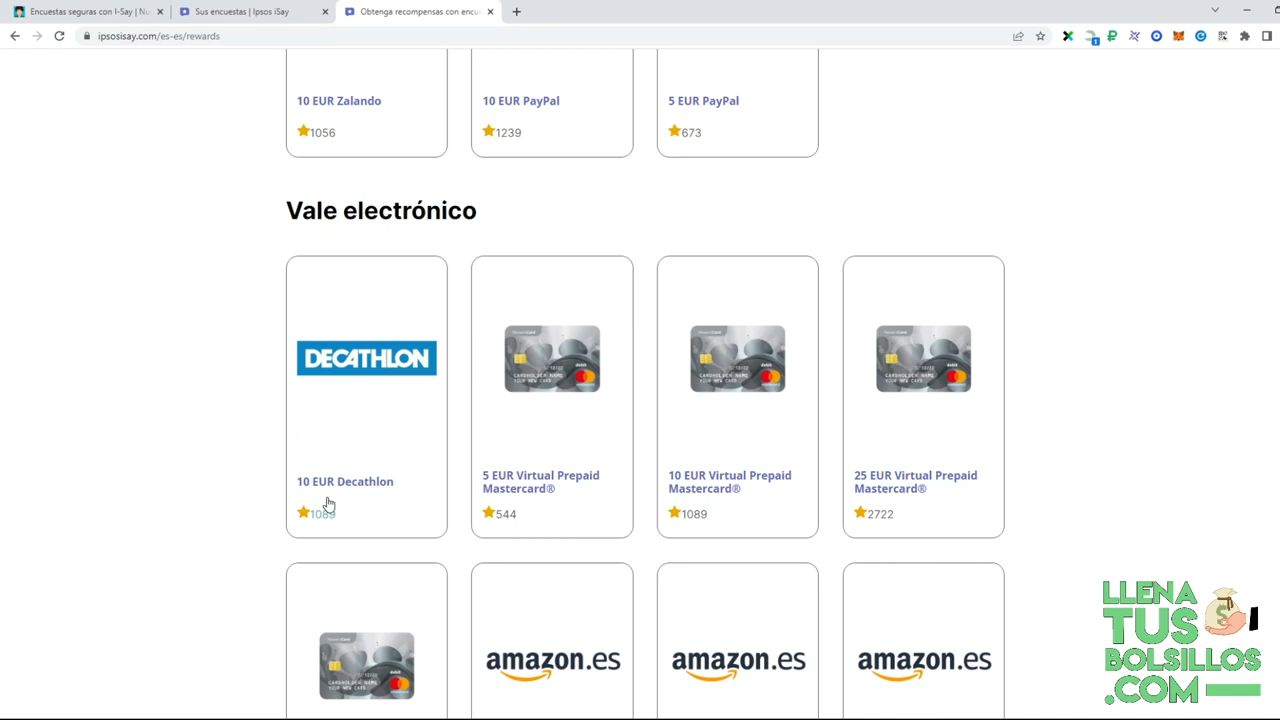 Encuestas seguras con I-Say | Nu
Sus encuestas | Ipsos iSay
Obtenga recompensas con encu
ipsosisay.com/es-es/rewards
10 EUR Zalando
10 EUR PayPal
5 EUR PayPal
1056
1239
673
Vale electrónico
DECATHLON
10 EUR Decathlon
5 EUR Virtual Prepaid
Mastercard®
10 EUR Virtual Prepaid
Mastercard®
25 EUR Virtual Prepaid
Mastercard®
1089
544
1089
2722
amazon.es
amazon.es
amazon.es
LLENA
TUS
BOLSILLOS
.COM